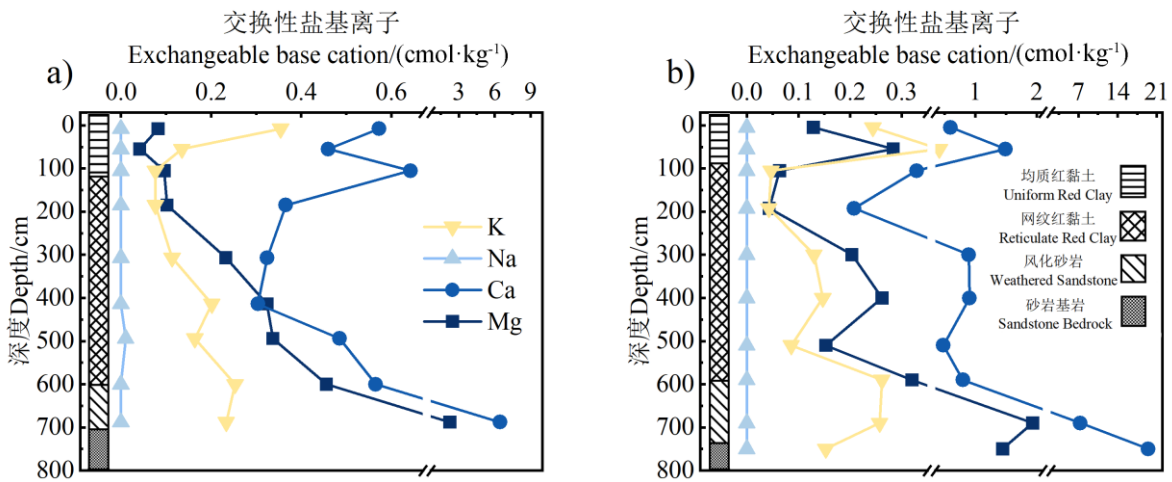 交换性盐基离子
Exchangeable base cation/(cmol·kg⁻¹)
a)
0.0 0.2 0.4 0.6 3 6 9
深度Depth/cm
0
100
200
300
400
500
600
700
800
K
Na
Ca
Mg
交换性盐基离子
Exchangeable base cation/(cmol·kg⁻¹)
b)
0.0 0.1 0.2 0.3 1 2 7 14 21
深度Depth/cm
0
100
200
300
400
500
600
700
800
均质红黏土
Uniform Red Clay
网纹红黏土
Reticulate Red Clay
风化砂岩
Weathered Sandstone
砂岩基岩
Sandstone Bedrock